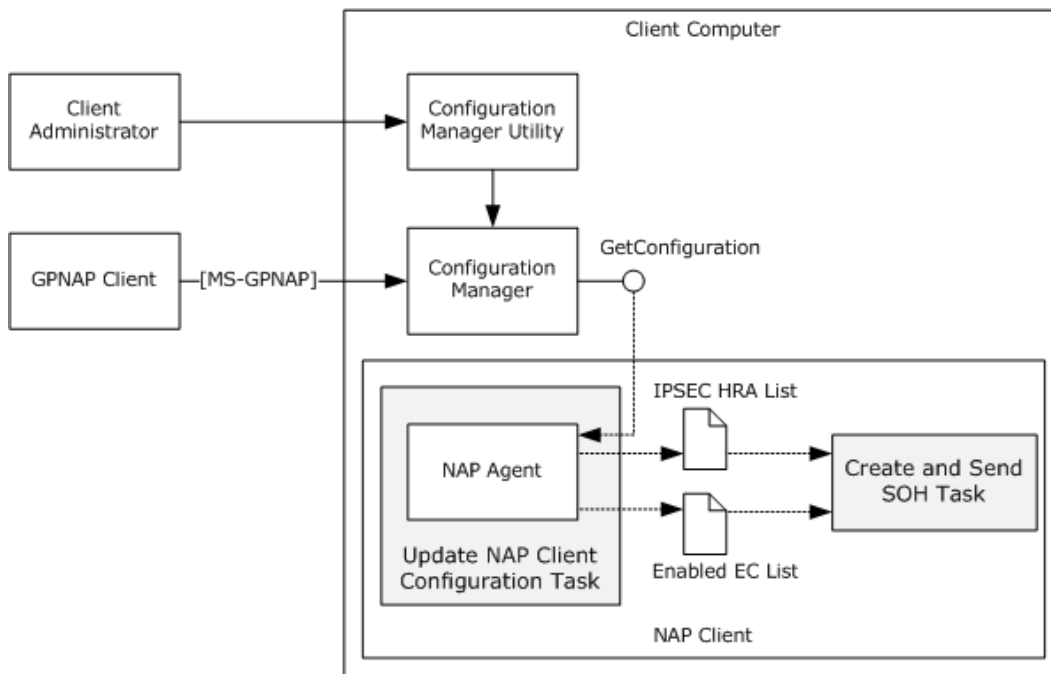 Client Computer
Client
Administrator
Configuration
Manager Utility
GPNAP Client
[MS-GPNAP]
Configuration
Manager
GetConfiguration
IPSEC HRA List
NAP Agent
Create and Send
SOH Task
Update NAP Client
Configuration Task
Enabled EC List
NAP Client